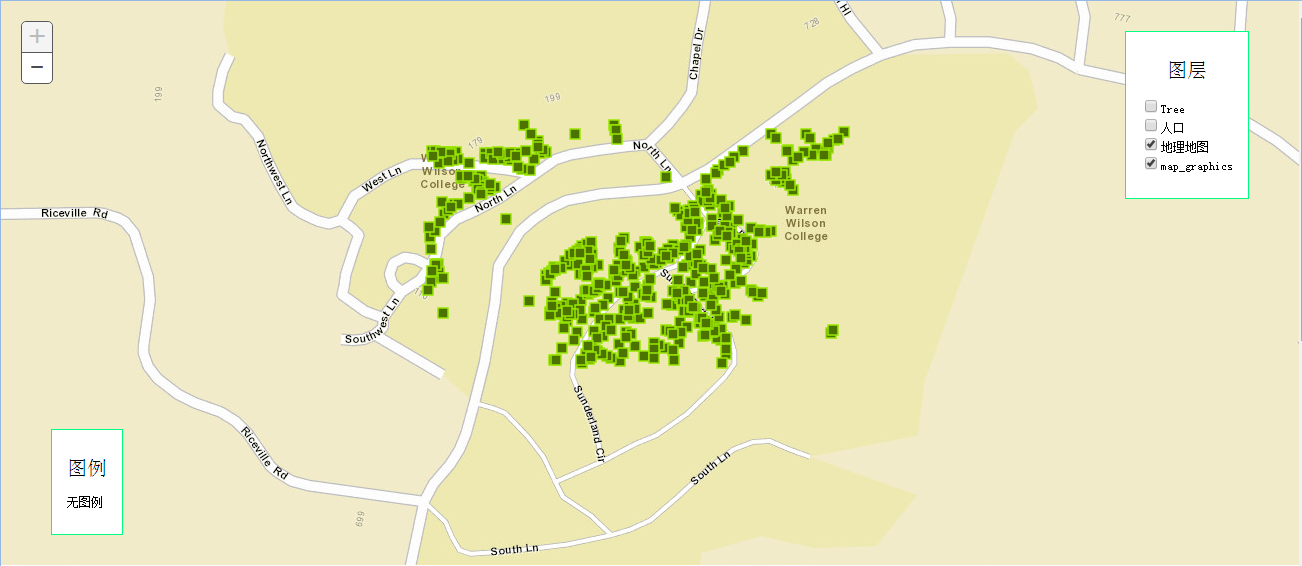 +
−
Hl
728
777
Chapel Dr
199
199
179
Northwest Ln
West Ln
Wilson
College
North Ln
North Ln
Riceville Rd
Warren
Wilson
College
Southwest Ln
Sunderland Cir
Riceville Rd
South Ln
South Ln
699
图层
Tree
人口
地理地图
map_graphics
图例
无图例